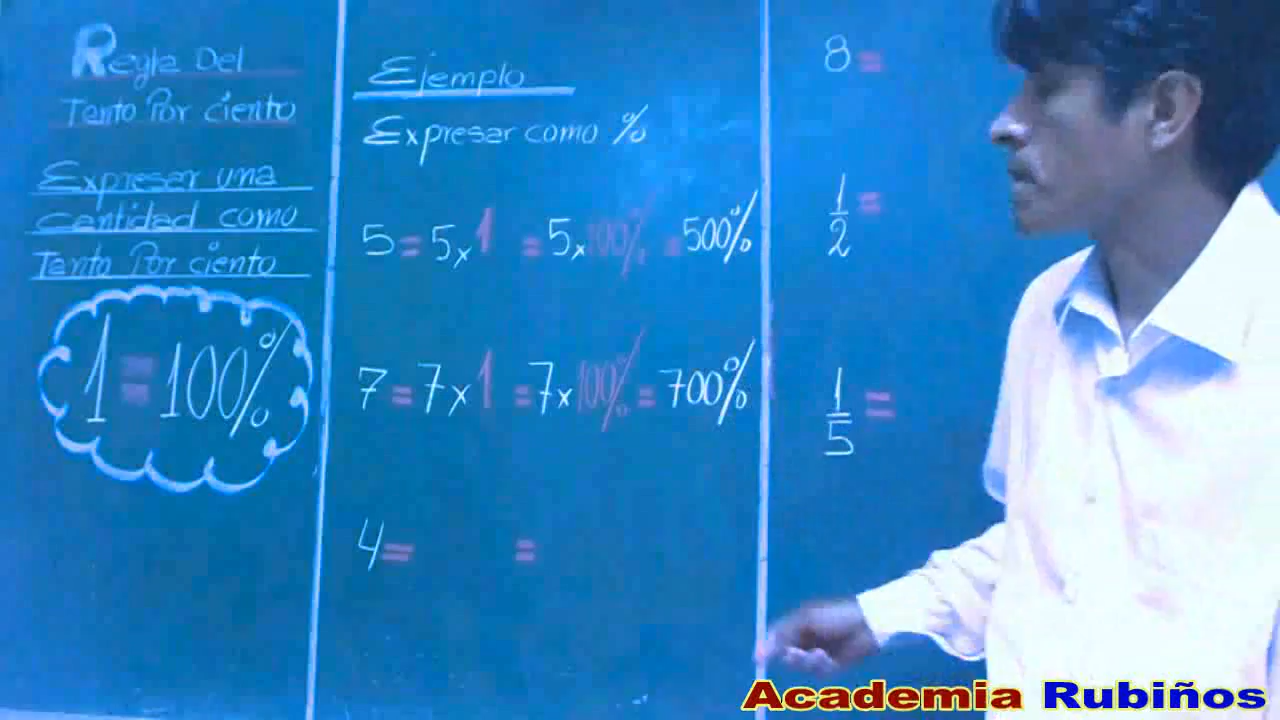 Regla Del
Tanto Por ciento
Expresar una
cantidad como
Tanto Por ciento
1 = 100%
Ejemplo
Expresar como %
5 = 5x1 = 5x100% = 500%
7 = 7x1 = 7x100% = 700%
4 = =
8 =
1/2 =
1/5 =
Academia Rubiños